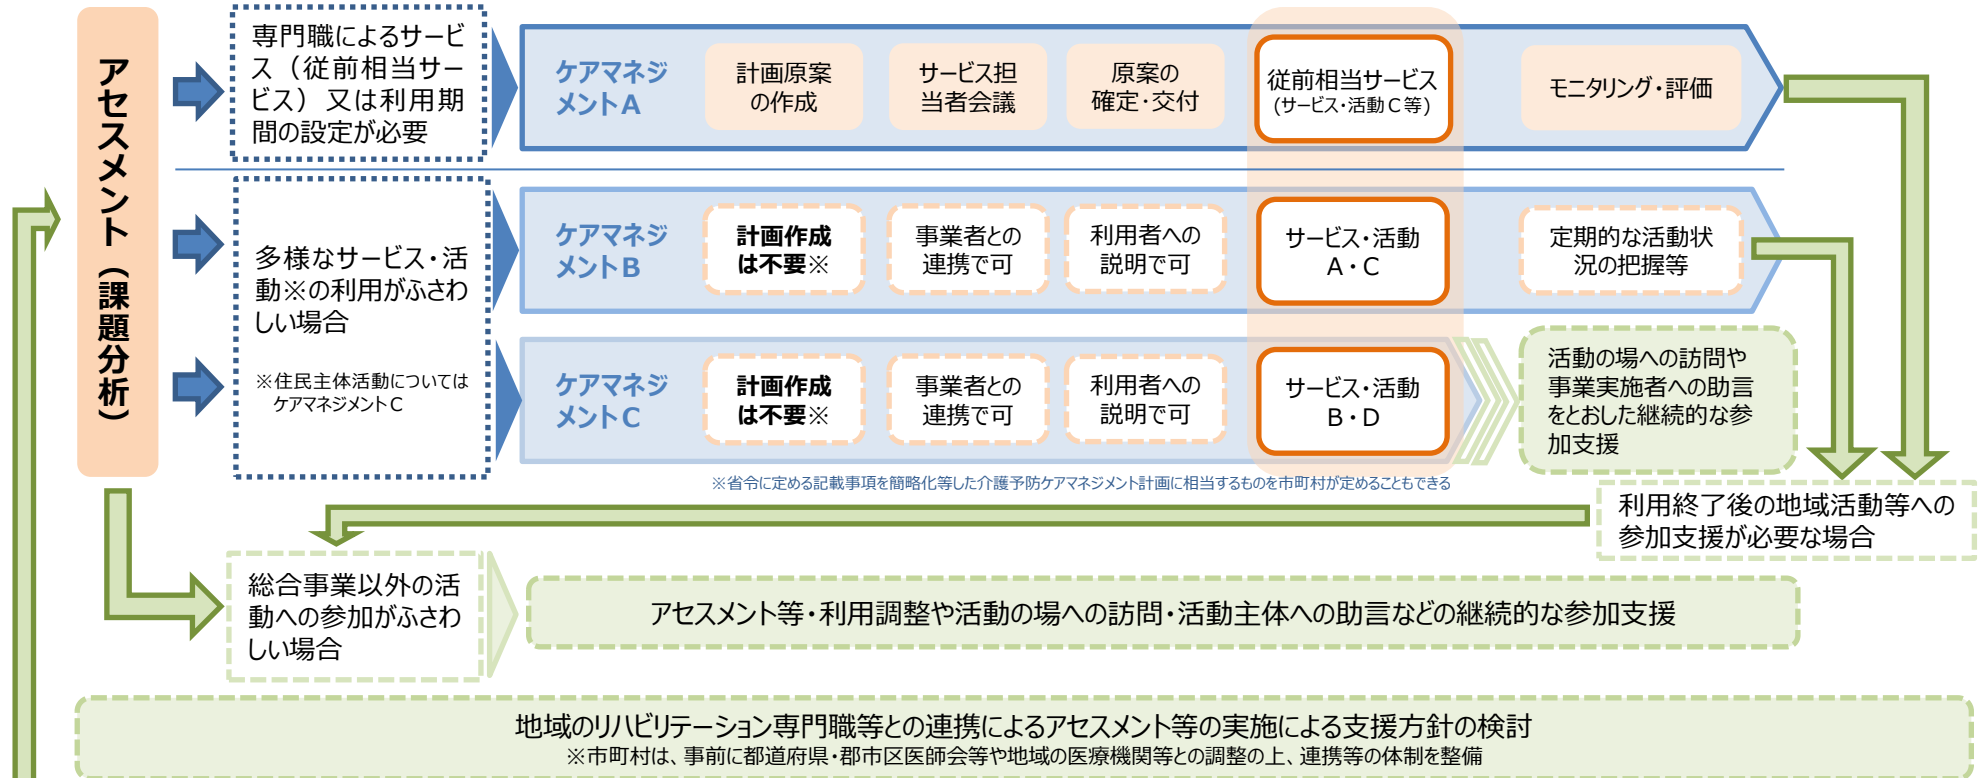 アセスメント（課題分析）
専門職によるサービ
ス（従前相当サー
ビス）又は利用期
間の設定が必要
ケアマネジ
メントA
計画原案
の作成
サービス担
当者会議
原案の
確定・交付
従前相当サービス
(サービス・活動C等)
モニタリング・評価
多様なサービス・活
動※の利用がふさわ
しい場合
※住民主体活動については
ケアマネジメントC
ケアマネジ
メントB
計画作成
は不要※
事業者との
連携で可
利用者への
説明で可
サービス・活動
A・C
定期的な活動状
況の把握等
ケアマネジ
メントC
計画作成
は不要※
事業者との
連携で可
利用者への
説明で可
サービス・活動
B・D
活動の場への訪問や
事業実施者への助言
をとおした継続的な参
加支援
※省令に定める記載事項を簡略化等した介護予防ケアマネジメント計画に相当するものを市町村が定めることもできる
利用終了後の地域活動等への
参加支援が必要な場合
総合事業以外の活
動への参加がふさわ
しい場合
アセスメント等・利用調整や活動の場への訪問・活動主体への助言などの継続的な参加支援
地域のリハビリテーション専門職等との連携によるアセスメント等の実施による支援方針の検討
※市町村は、事前に都道府県・郡市区医師会等や地域の医療機関等との調整の上、連携等の体制を整備